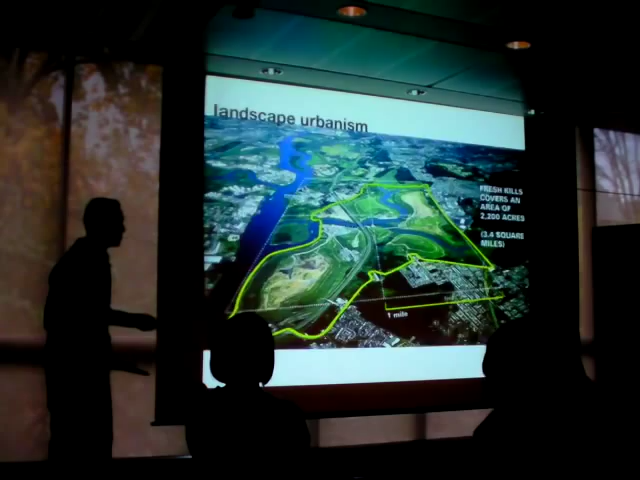 landscape urbanism
FRESH KILLS
COVERS AN
AREA OF
2,200 ACRES
(3.4 SQUARE
MILES)
1 mile